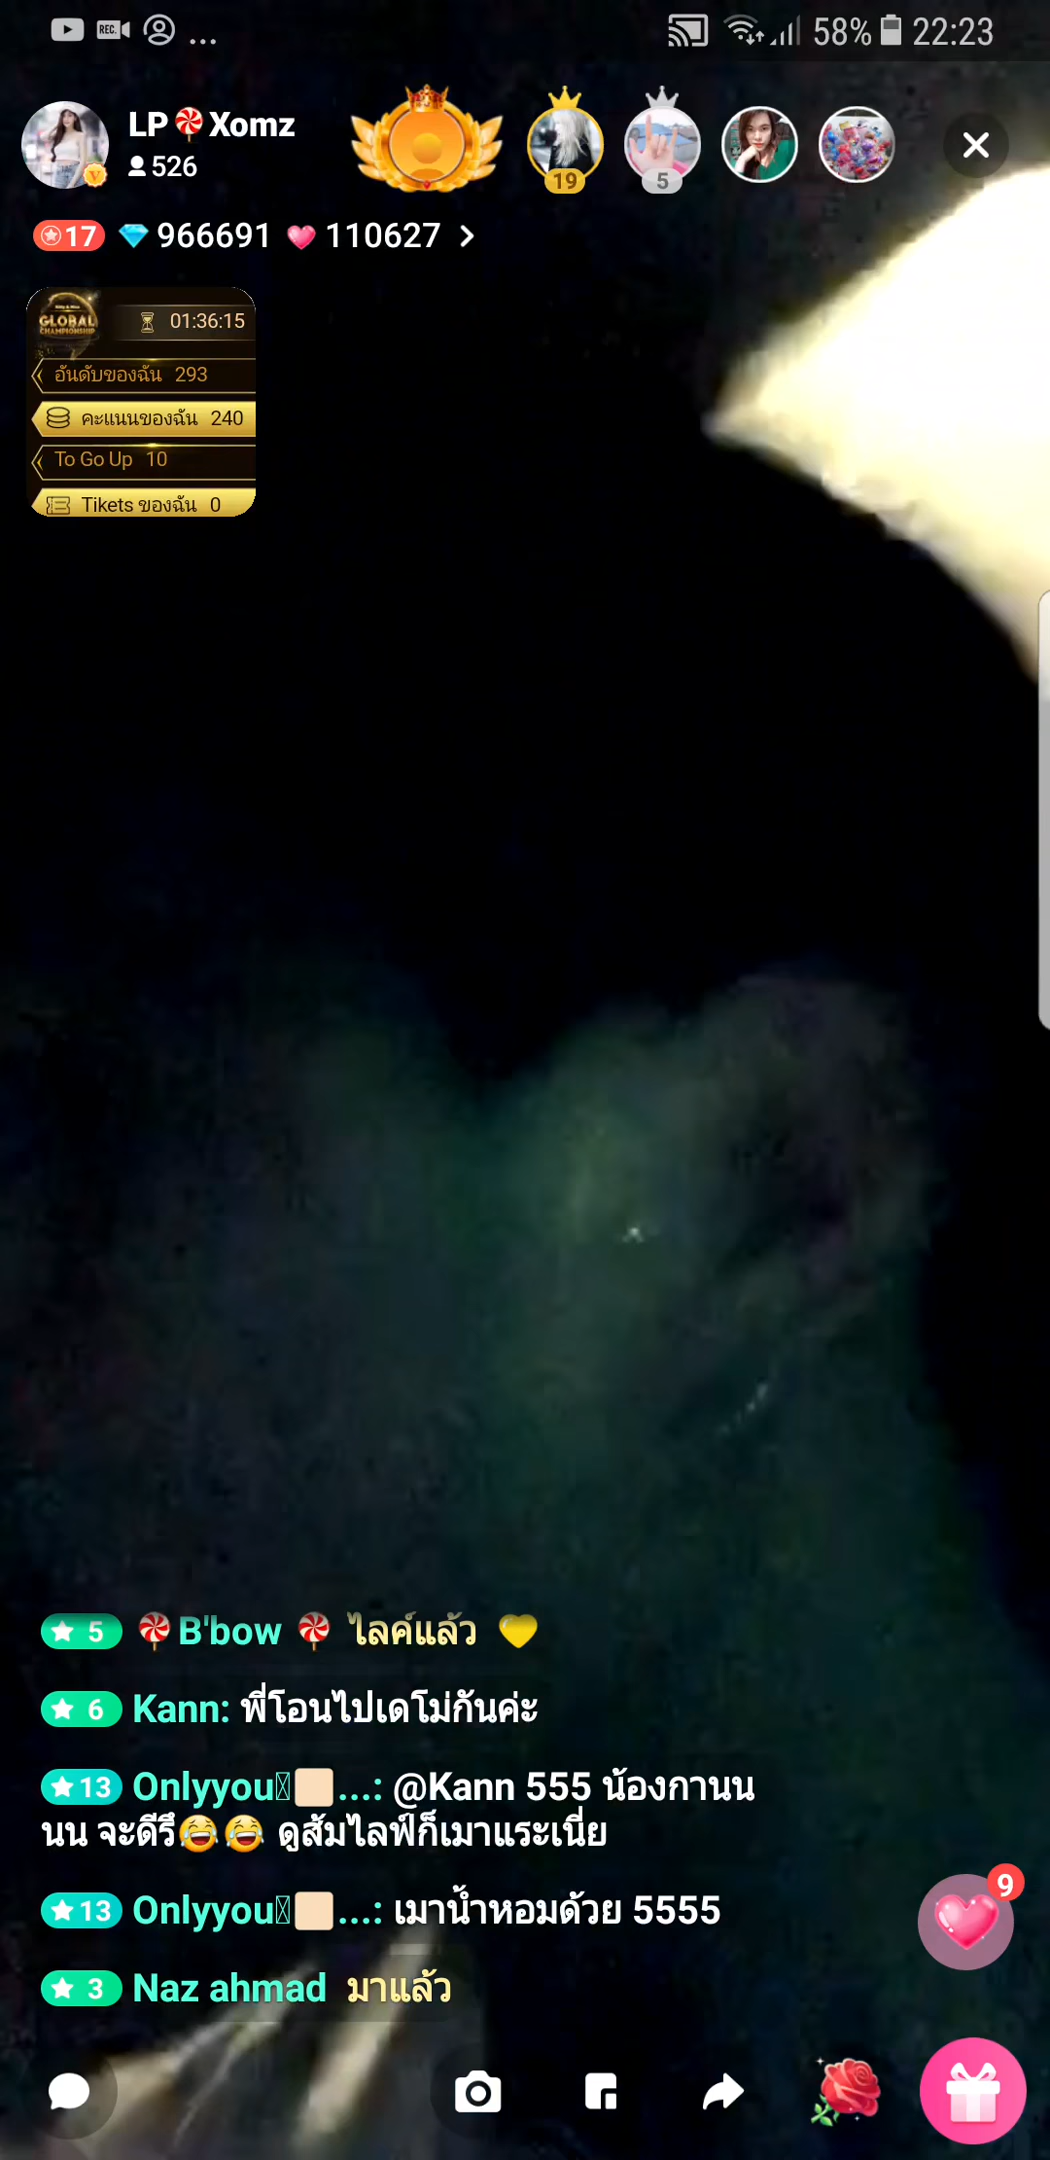 REC.
58% 22:23
LP🍭Xomz
526
19
5
17 💎 966691 💗 110627
GLOBAL
CHAMPIONSHIP
01:36:15
อันดับของฉัน 293
คะแนนของฉัน 240
To Go Up 10
Tikets ของฉัน 0
5 🍭B'bow 🍭 ไลค์แล้ว 💛
6 Kann: พี่โอนไปเดโม่กันค่ะ
13 Onlyyou...: @Kann 555 น้องกานน
นน จะดีรึ😂😂 ดูส้มไลฟ์ก็เมาแระเนี่ย
13 Onlyyou...: เมาน้ำหอมด้วย 5555
9
3 Naz ahmad มาแล้ว